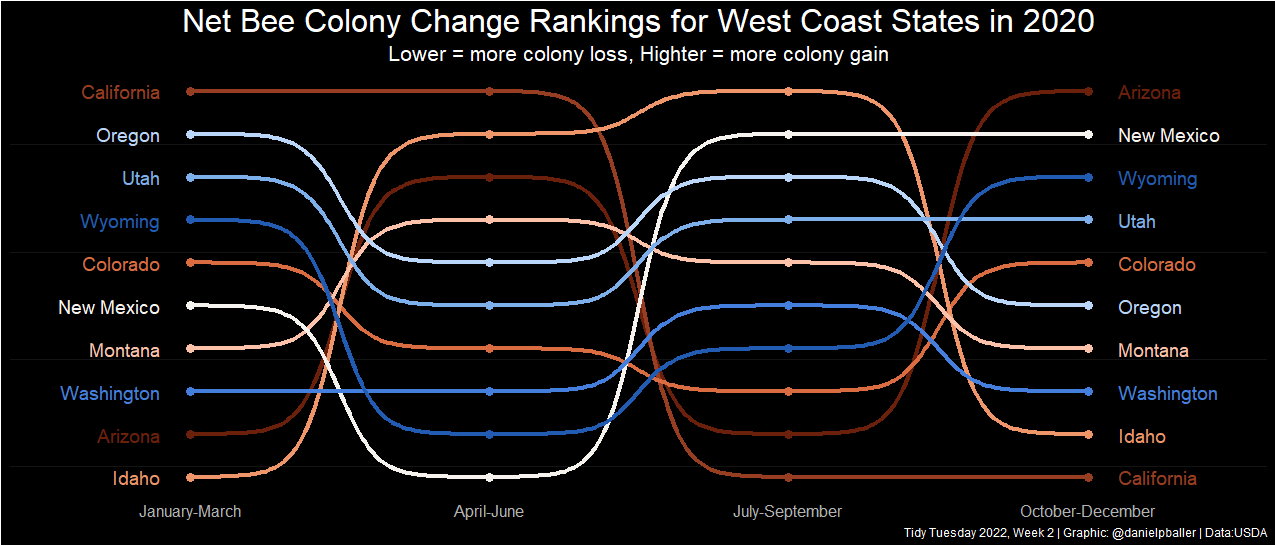 Net Bee Colony Change Rankings for West Coast States in 2020
Lower = more colony loss, Highter = more colony gain
California
Oregon
Utah
Wyoming
Colorado
New Mexico
Montana
Washington
Arizona
Idaho
Arizona
New Mexico
Wyoming
Utah
Colorado
Oregon
Montana
Washington
Idaho
California
January-March April-June July-September October-December
Tidy Tuesday 2022, Week 2 | Graphic: @danielpballer | Data:USDA